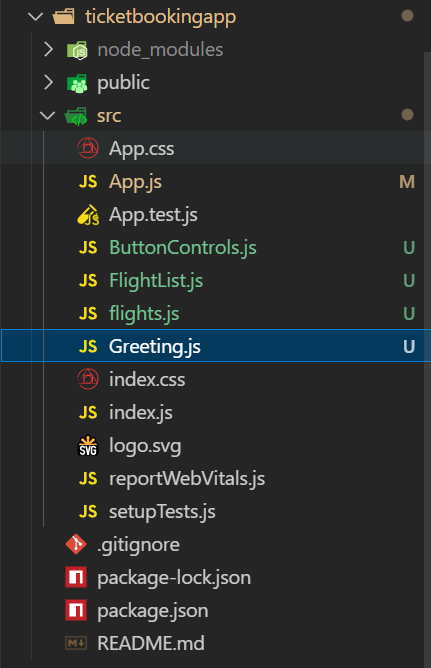 ticketbookingapp
node_modules
public
src
App.css
JS App.js M
App.test.js
JS ButtonControls.js U
JS FlightList.js U
JS flights.js U
JS Greeting.js U
index.css
JS index.js
SVG logo.svg
JS reportWebVitals.js
JS setupTests.js
.gitignore
package-lock.json
package.json
M README.md